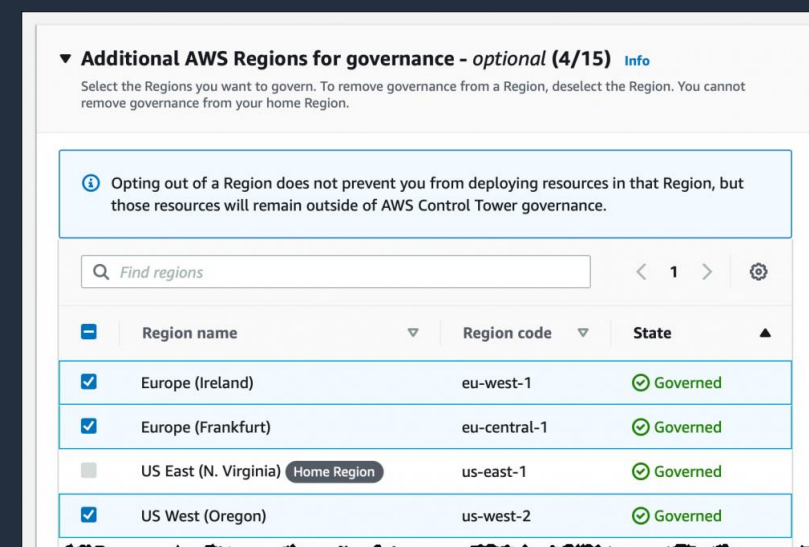 Additional AWS Regions for governance - optional (4/15) Info
Select the Regions you want to govern. To remove governance from a Region, deselect the Region. You cannot
remove governance from your home Region.
Opting out of a Region does not prevent you from deploying resources in that Region, but
those resources will remain outside of AWS Control Tower governance.
Find regions
1
Region name Region code State
Europe (Ireland) eu-west-1 Governed
Europe (Frankfurt) eu-central-1 Governed
US East (N. Virginia) Home Region us-east-1 Governed
US West (Oregon) us-west-2 Governed